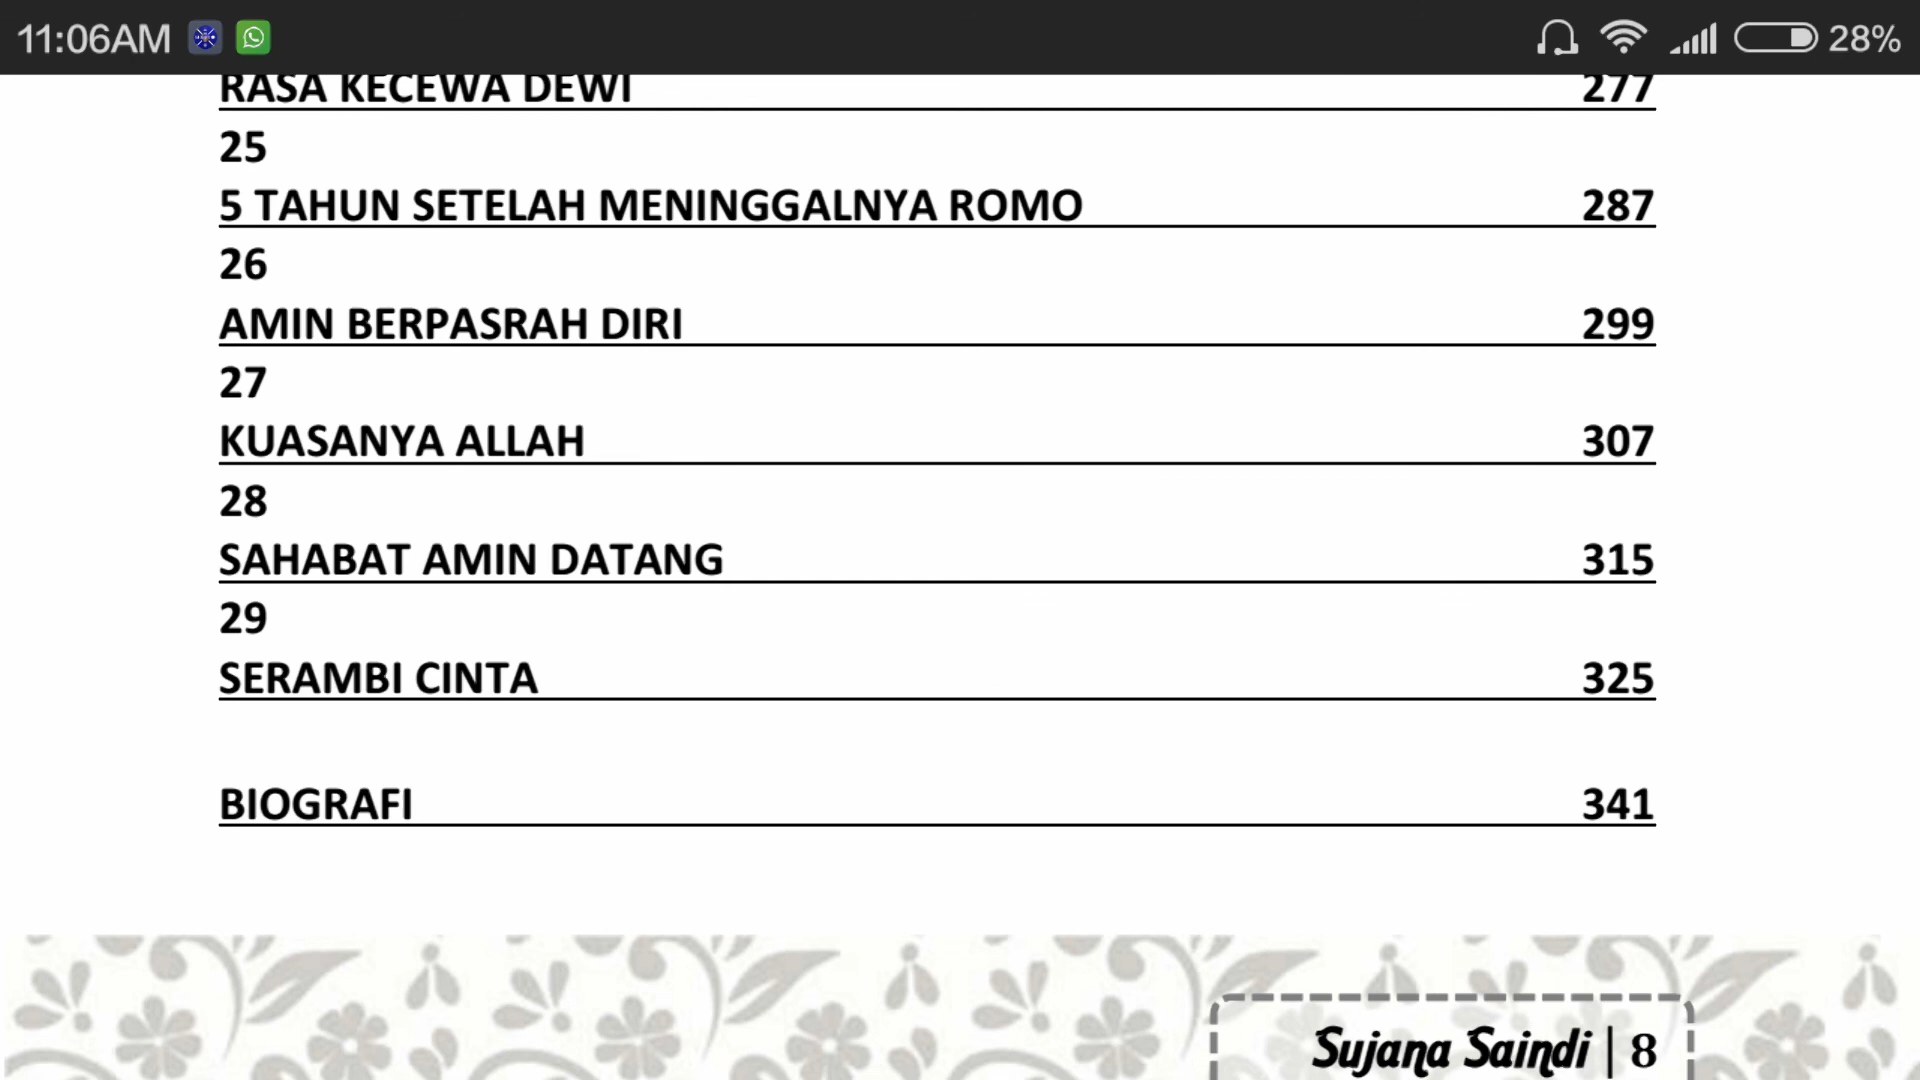 11:06AM 28%
RASA KECEWA DEWI 277
25
5 TAHUN SETELAH MENINGGALNYA ROMO 287
26
AMIN BERPASRAH DIRI 299
27
KUASANYA ALLAH 307
28
SAHABAT AMIN DATANG 315
29
SERAMBI CINTA 325
BIOGRAFI 341
Sujana Saindi | 8